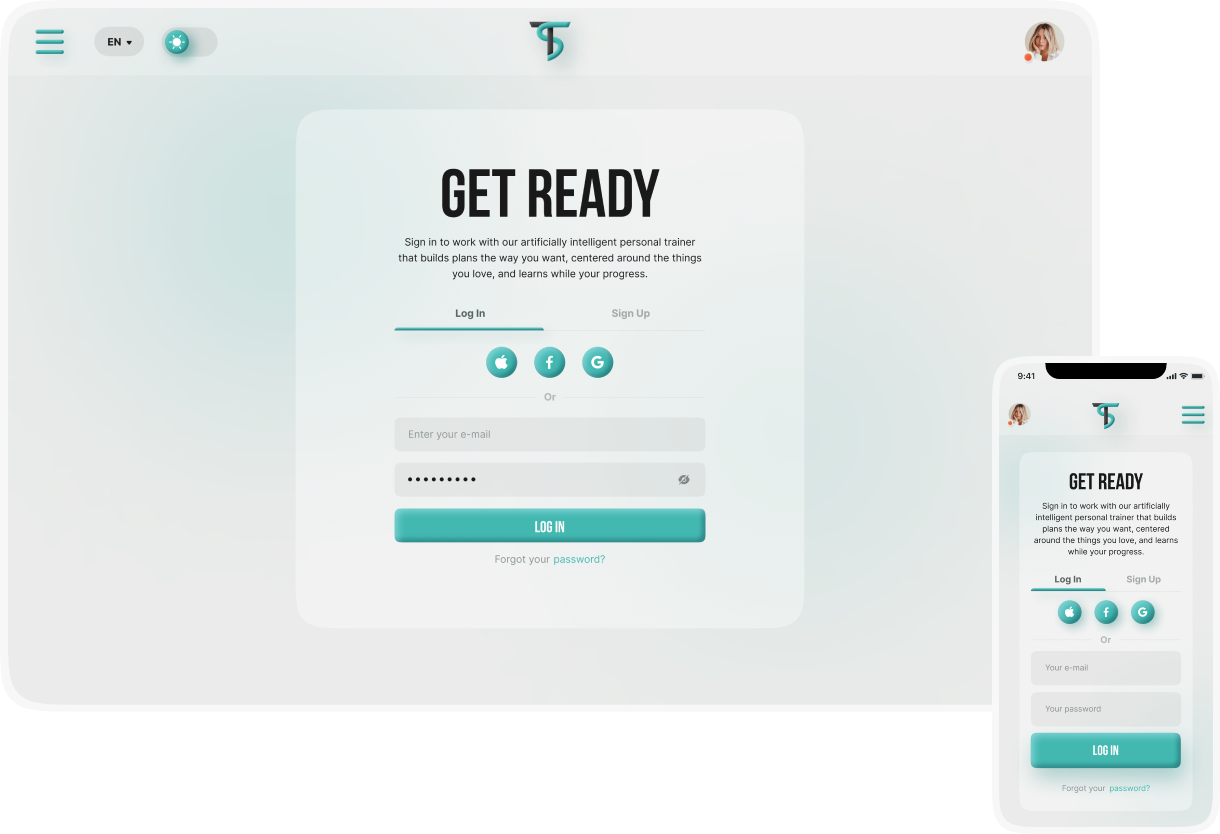 EN
GET READY
Sign in to work with our artificially intelligent personal trainer
that builds plans the way you want, centered around the things
you love, and learns while your progress.
Log In
Sign Up
Or
Enter your e-mail
LOG IN
Forgot your password?
9:41
GET READY
Sign in to work with our artificially
intelligent personal trainer that builds
plans the way you want, centered
around the things you love, and learns
while your progress.
Log In
Sign Up
Or
Your e-mail
Your password
LOG IN
Forgot your password?